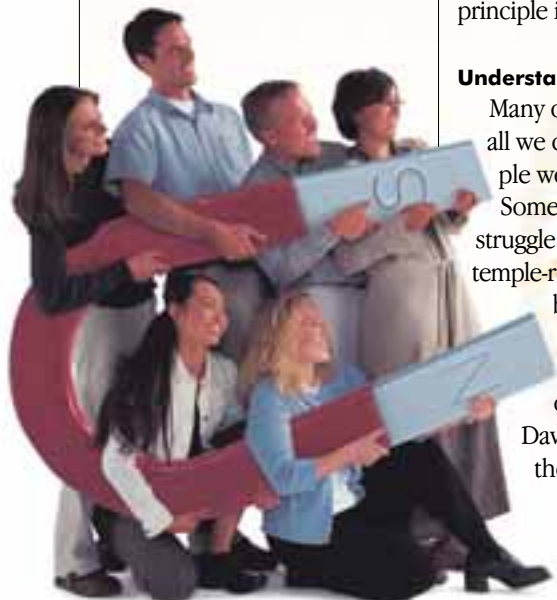 principle i
Understa
Many o
all we
ple we
Some
struggle
temple-r
Dav
the
S
N